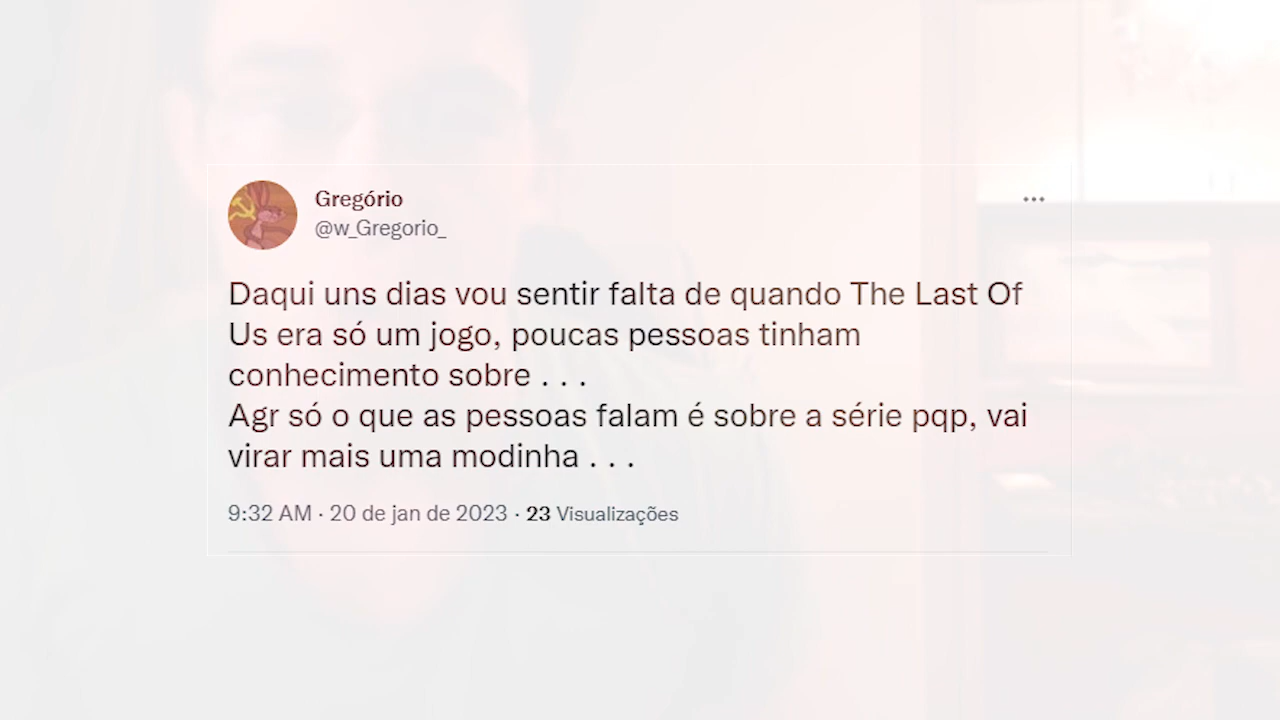 Gregório
@w_Gregorio_
Daqui uns dias vou sentir falta de quando The Last Of
Us era só um jogo, poucas pessoas tinham
conhecimento sobre . . .
Agr só o que as pessoas falam é sobre a série pqp, vai
virar mais uma modinha . . .
9:32 AM · 20 de jan de 2023 · 23 Visualizações